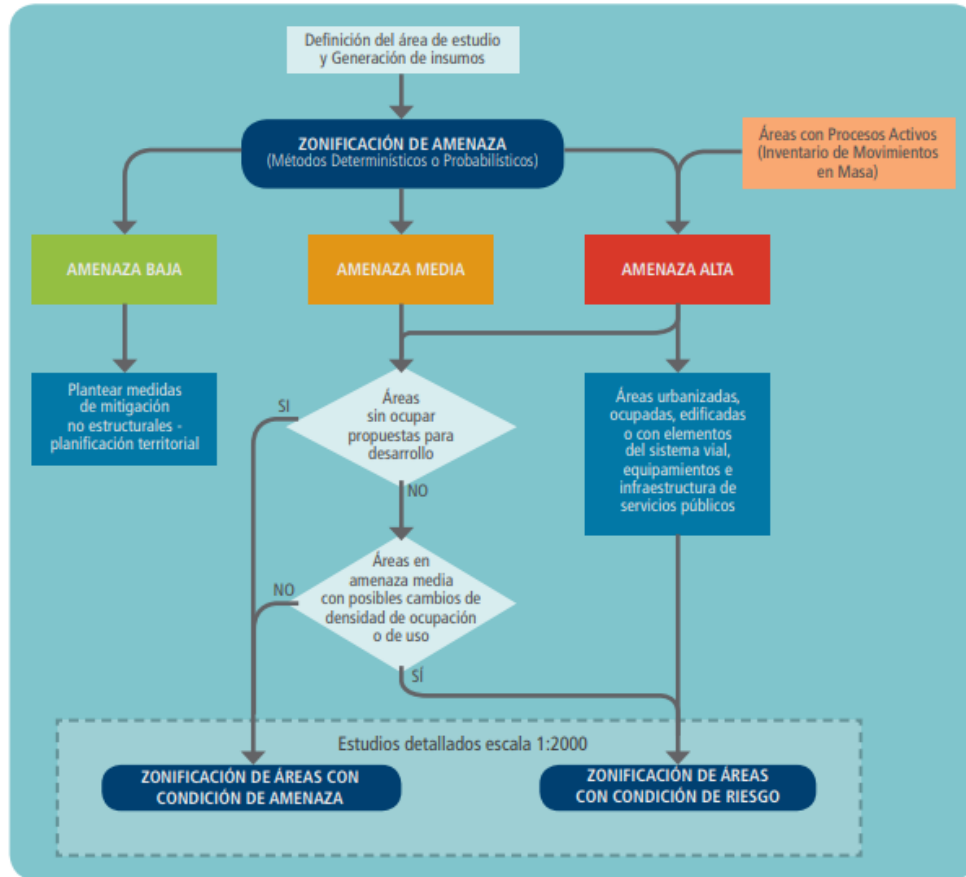 Definición del área de estudio
y Generación de insumos
ZONIFICACIÓN DE AMENAZA
(Métodos Determinísticos o Probabilísticos)
Áreas con Procesos Activos
(Inventario de Movimientos
en Masa)
AMENAZA BAJA
AMENAZA MEDIA
AMENAZA ALTA
Plantear medidas
de mitigación
no estructurales -
planificación territorial
SI
Áreas
sin ocupar
propuestas para
desarrollo
NO
Áreas urbanizadas,
ocupadas, edificadas
o con elementos
del sistema vial,
equipamientos e
infraestructura de
servicios públicos
NO
Áreas en
amenaza media
con posibles cambios de
densidad de ocupación
o de uso
SÍ
Estudios detallados escala 1:2000
ZONIFICACIÓN DE ÁREAS CON
CONDICIÓN DE AMENAZA
ZONIFICACIÓN DE ÁREAS
CON CONDICIÓN DE RIESGO